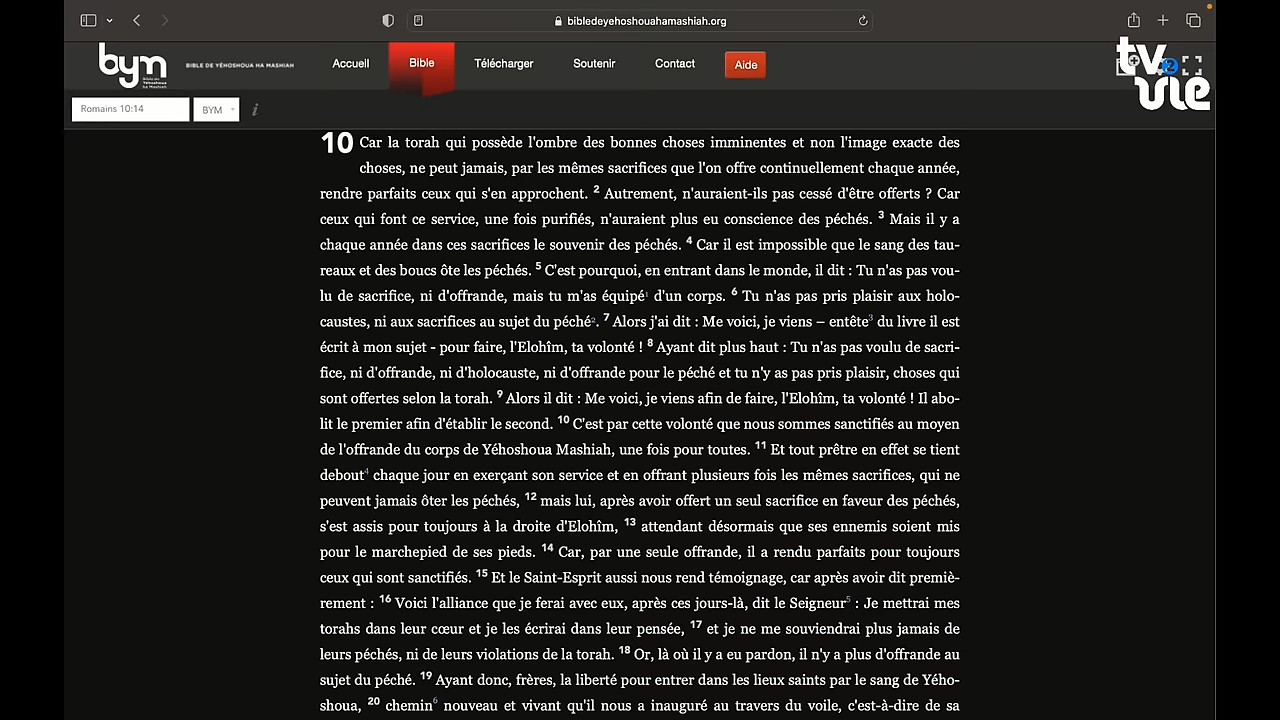 bibledeyehoshouahamashiah.org
bym
BIBLE DE YÉHOSHOUA HA MASHIAH
Bible de
Yéhoshoua
ha Mashiah
Accueil
Bible
Télécharger
Soutenir
Contact
Aide
tv2vie
Romains 10:14
BYM
i
10 Car la torah qui possède l'ombre des bonnes choses imminentes et non l'image exacte des
choses, ne peut jamais, par les mêmes sacrifices que l'on offre continuellement chaque année,
rendre parfaits ceux qui s'en approchent. 2 Autrement, n'auraient-ils pas cessé d'être offerts ? Car
ceux qui font ce service, une fois purifiés, n'auraient plus eu conscience des péchés. 3 Mais il y a
chaque année dans ces sacrifices le souvenir des péchés. 4 Car il est impossible que le sang des tau-
reaux et des boucs ôte les péchés. 5 C'est pourquoi, en entrant dans le monde, il dit : Tu n'as pas vou-
lu de sacrifice, ni d'offrande, mais tu m'as équipé1 d'un corps. 6 Tu n'as pas pris plaisir aux holo-
caustes, ni aux sacrifices au sujet du péché2. 7 Alors j'ai dit : Me voici, je viens – entête3 du livre il est
écrit à mon sujet - pour faire, l'Elohîm, ta volonté ! 8 Ayant dit plus haut : Tu n'as pas voulu de sacri-
fice, ni d'offrande, ni d'holocauste, ni d'offrande pour le péché et tu n'y as pas pris plaisir, choses qui
sont offertes selon la torah. 9 Alors il dit : Me voici, je viens afin de faire, l'Elohîm, ta volonté ! Il abo-
lit le premier afin d'établir le second. 10 C'est par cette volonté que nous sommes sanctifiés au moyen
de l'offrande du corps de Yéhoshoua Mashiah, une fois pour toutes. 11 Et tout prêtre en effet se tient
debout4 chaque jour en exerçant son service et en offrant plusieurs fois les mêmes sacrifices, qui ne
peuvent jamais ôter les péchés, 12 mais lui, après avoir offert un seul sacrifice en faveur des péchés,
s'est assis pour toujours à la droite d'Elohîm, 13 attendant désormais que ses ennemis soient mis
pour le marchepied de ses pieds. 14 Car, par une seule offrande, il a rendu parfaits pour toujours
ceux qui sont sanctifiés. 15 Et le Saint-Esprit aussi nous rend témoignage, car après avoir dit premiè-
rement : 16 Voici l'alliance que je ferai avec eux, après ces jours-là, dit le Seigneur5 : Je mettrai mes
torahs dans leur cœur et je les écrirai dans leur pensée, 17 et je ne me souviendrai plus jamais de
leurs péchés, ni de leurs violations de la torah. 18 Or, là où il y a eu pardon, il n'y a plus d'offrande au
sujet du péché. 19 Ayant donc, frères, la liberté pour entrer dans les lieux saints par le sang de Yého-
shoua, 20 chemin6 nouveau et vivant qu'il nous a inauguré au travers du voile, c'est-à-dire de sa